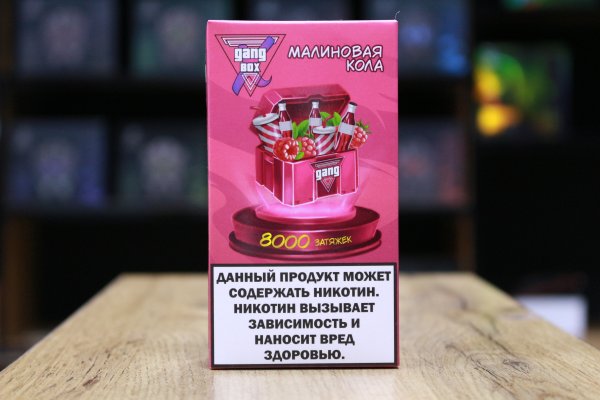 gang
BOX
МАЛИНОВАЯ
КОЛА
gang
8000 ЗАТЯЖЕК
ДАННЫЙ ПРОДУКТ МОЖЕТ
СОДЕРЖАТЬ НИКОТИН.
НИКОТИН ВЫЗЫВАЕТ
ЗАВИСИМОСТЬ И
НАНОСИТ ВРЕД
ЗДОРОВЬЮ.